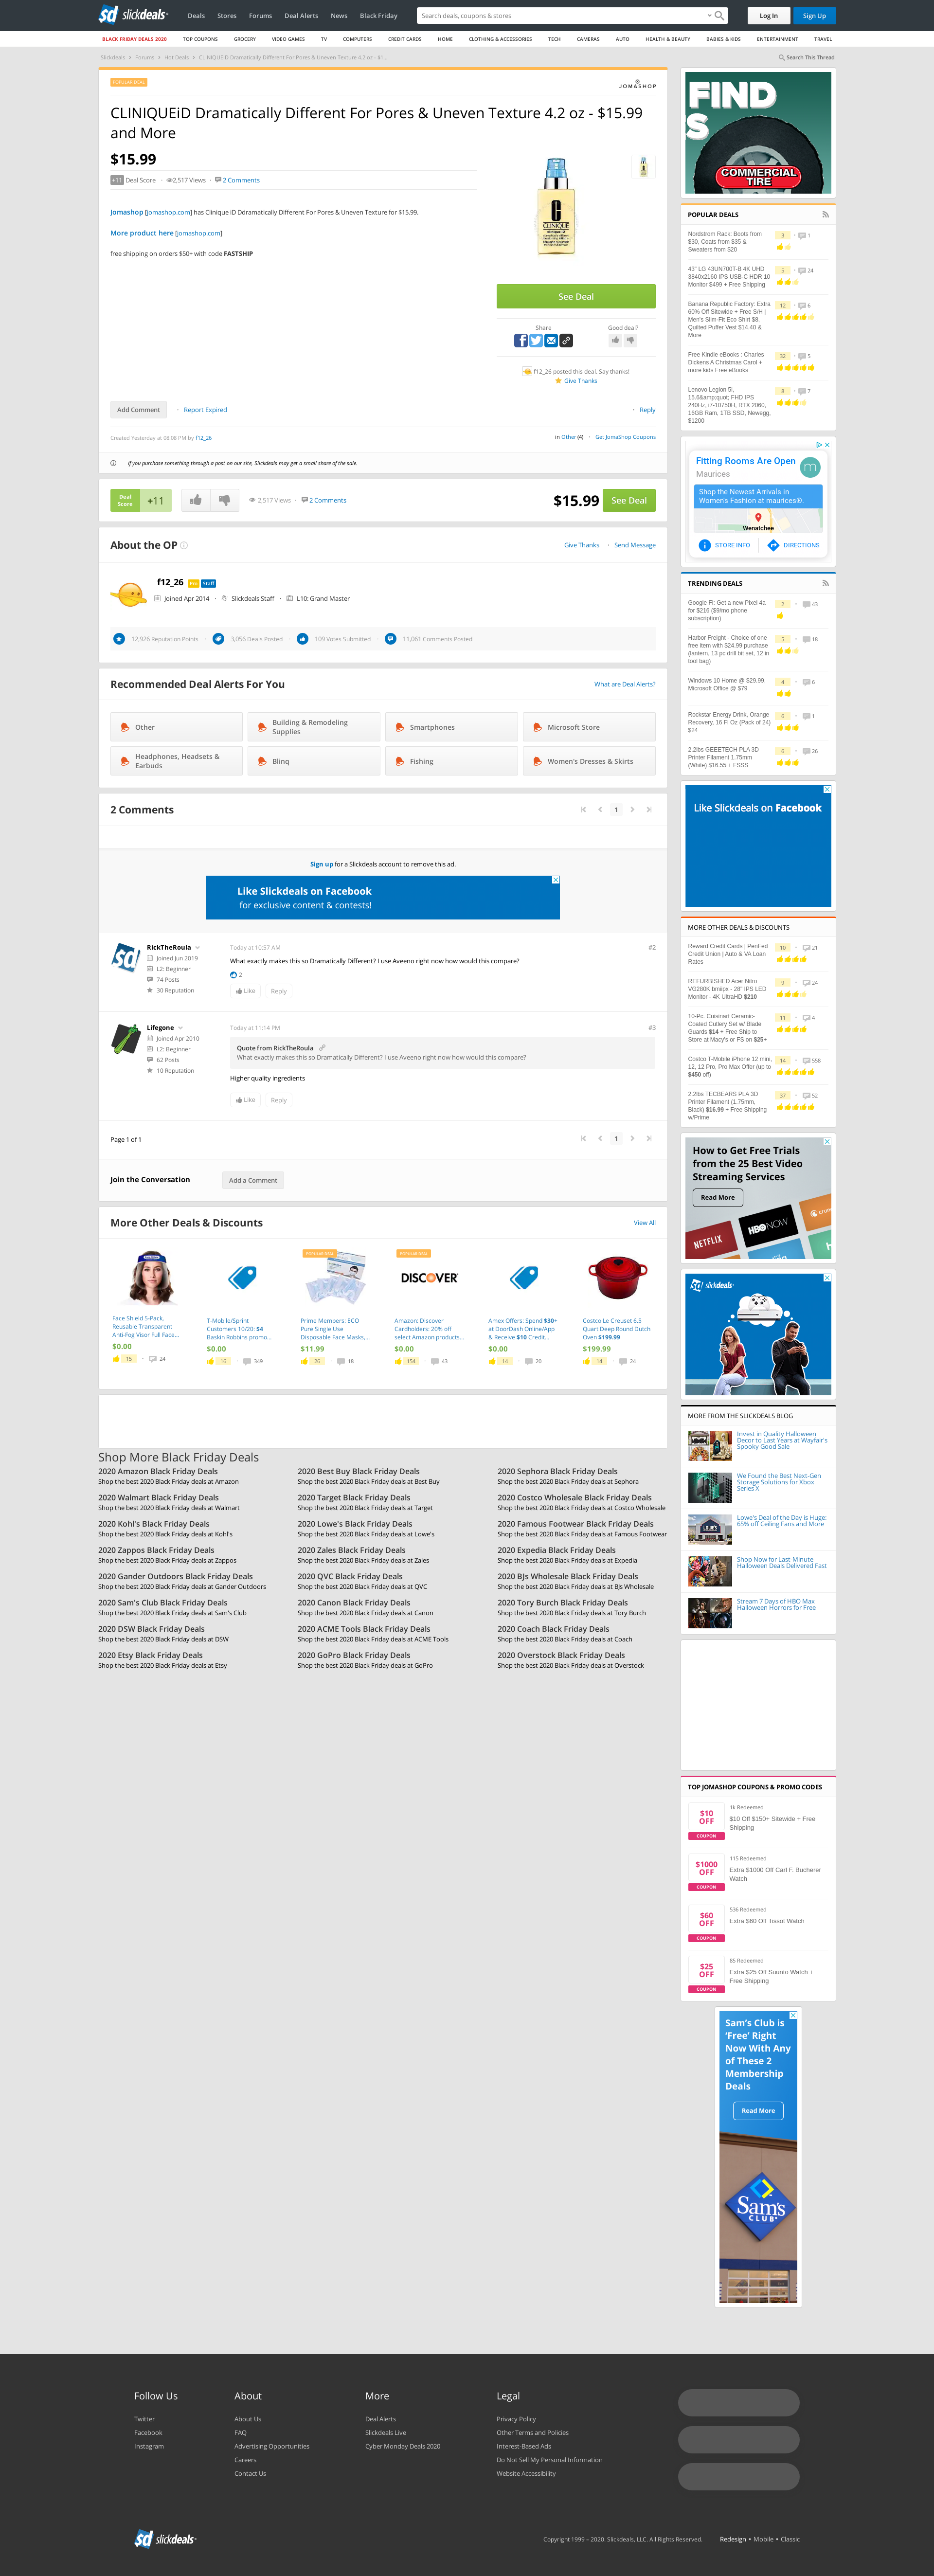 slickdeals
Deals
Stores
Forums
Deal Alerts
News
Black Friday
Search deals, coupons & stores
Log In
Sign Up
BLACK FRIDAY DEALS 2020
TOP COUPONS
GROCERY
VIDEO GAMES
TV
COMPUTERS
CREDIT CARDS
HOME
CLOTHING & ACCESSORIES
TECH
CAMERAS
AUTO
HEALTH & BEAUTY
BABIES & KIDS
ENTERTAINMENT
TRAVEL
Slickdeals
Forums
Hot Deals
CLINIQUEiD Dramatically Different For Pores & Uneven Texture 4.2 oz - $1...
Search This Thread
POPULAR DEAL
JOMASHOP
CLINIQUEiD Dramatically Different For Pores & Uneven Texture 4.2 oz - $15.99
and More
$15.99
+11 Deal Score
2,517 Views
2 Comments
Jomashop [jomashop.com] has Clinique iD Ddramatically Different For Pores & Uneven Texture for $15.99.
More product here [jomashop.com]
free shipping on orders $50+ with code FASTSHIP
CLINIQUE
See Deal
Share
Good deal?
f12_26 posted this deal. Say thanks!
Give Thanks
Add Comment
Report Expired
Reply
Created Yesterday at 08:08 PM by f12_26
in Other (4)
Get JomaShop Coupons
If you purchase something through a post on our site, Slickdeals may get a small share of the sale.
Deal
Score
+11
2,517 Views
2 Comments
$15.99
See Deal
About the OP
Give Thanks
Send Message
f12_26
Pro
Staff
Joined Apr 2014
Slickdeals Staff
L10: Grand Master
12,926 Reputation Points
3,056 Deals Posted
109 Votes Submitted
11,061 Comments Posted
Recommended Deal Alerts For You
What are Deal Alerts?
Other
Building & Remodeling
Supplies
Smartphones
Microsoft Store
Headphones, Headsets &
Earbuds
Blinq
Fishing
Women's Dresses & Skirts
2 Comments
1
Sign up for a Slickdeals account to remove this ad.
Like Slickdeals on Facebook
for exclusive content & contests!
RickTheRoula
Joined Jun 2019
L2: Beginner
74 Posts
30 Reputation
Today at 10:57 AM
#2
What exactly makes this so Dramatically Different? I use Aveeno right now how would this compare?
2
Like
Reply
Lifegone
Joined Apr 2010
L2: Beginner
62 Posts
10 Reputation
Today at 11:14 PM
#3
Quote from RickTheRoula
What exactly makes this so Dramatically Different? I use Aveeno right now how would this compare?
Higher quality ingredients
Like
Reply
Page 1 of 1
1
Join the Conversation
Add a Comment
More Other Deals & Discounts
View All
Face Shield 5-Pack,
Reusable Transparent
Anti-Fog Visor Full Face...
$0.00
15
24
T-Mobile/Sprint
Customers 10/20: $4
Baskin Robbins promo...
$0.00
16
349
POPULAR DEAL
Prime Members: ECO
Pure Single Use
Disposable Face Masks,...
$11.99
26
18
POPULAR DEAL
DISCOVER
Amazon: Discover
Cardholders: 20% off
select Amazon products...
$0.00
154
43
Amex Offers: Spend $30+
at DoorDash Online/App
& Receive $10 Credit...
$0.00
14
20
Costco Le Creuset 6.5
Quart Deep Round Dutch
Oven $199.99
$199.99
14
24
Shop More Black Friday Deals
2020 Amazon Black Friday Deals
Shop the best 2020 Black Friday deals at Amazon
2020 Best Buy Black Friday Deals
Shop the best 2020 Black Friday deals at Best Buy
2020 Sephora Black Friday Deals
Shop the best 2020 Black Friday deals at Sephora
2020 Walmart Black Friday Deals
Shop the best 2020 Black Friday deals at Walmart
2020 Target Black Friday Deals
Shop the best 2020 Black Friday deals at Target
2020 Costco Wholesale Black Friday Deals
Shop the best 2020 Black Friday deals at Costco Wholesale
2020 Kohl's Black Friday Deals
Shop the best 2020 Black Friday deals at Kohl's
2020 Lowe's Black Friday Deals
Shop the best 2020 Black Friday deals at Lowe's
2020 Famous Footwear Black Friday Deals
Shop the best 2020 Black Friday deals at Famous Footwear
2020 Zappos Black Friday Deals
Shop the best 2020 Black Friday deals at Zappos
2020 Zales Black Friday Deals
Shop the best 2020 Black Friday deals at Zales
2020 Expedia Black Friday Deals
Shop the best 2020 Black Friday deals at Expedia
2020 Gander Outdoors Black Friday Deals
Shop the best 2020 Black Friday deals at Gander Outdoors
2020 QVC Black Friday Deals
Shop the best 2020 Black Friday deals at QVC
2020 BJs Wholesale Black Friday Deals
Shop the best 2020 Black Friday deals at BJs Wholesale
2020 Sam's Club Black Friday Deals
Shop the best 2020 Black Friday deals at Sam's Club
2020 Canon Black Friday Deals
Shop the best 2020 Black Friday deals at Canon
2020 Tory Burch Black Friday Deals
Shop the best 2020 Black Friday deals at Tory Burch
2020 DSW Black Friday Deals
Shop the best 2020 Black Friday deals at DSW
2020 ACME Tools Black Friday Deals
Shop the best 2020 Black Friday deals at ACME Tools
2020 Coach Black Friday Deals
Shop the best 2020 Black Friday deals at Coach
2020 Etsy Black Friday Deals
Shop the best 2020 Black Friday deals at Etsy
2020 GoPro Black Friday Deals
Shop the best 2020 Black Friday deals at GoPro
2020 Overstock Black Friday Deals
Shop the best 2020 Black Friday deals at Overstock
FIND
S
COMMERCIAL
TIRE
POPULAR DEALS
Nordstrom Rack: Boots from
$30, Coats from $35 &
Sweaters from $20
3
1
43" LG 43UN700T-B 4K UHD
3840x2160 IPS USB-C HDR 10
Monitor $499 + Free Shipping
5
24
Banana Republic Factory: Extra
60% Off Sitewide + Free S/H |
Men's Slim-Fit Eco Shirt $8,
Quilted Puffer Vest $14.40 &
More
12
6
Free Kindle eBooks : Charles
Dickens A Christmas Carol +
more Kids Free eBooks
32
5
Lenovo Legion 5i,
15.6&amp;quot; FHD IPS
240Hz, i7-10750H, RTX 2060,
16GB Ram, 1TB SSD, Newegg,
$1200
8
7
Fitting Rooms Are Open
Maurices
m
Shop the Newest Arrivals in
Women's Fashion at maurices®.
Wenatchee
STORE INFO
DIRECTIONS
TRENDING DEALS
Google Fi: Get a new Pixel 4a
for $216 ($9/mo phone
subscription)
2
43
Harbor Freight - Choice of one
free item with $24.99 purchase
(lantern, 13 pc drill bit set, 12 in
tool bag)
5
18
Windows 10 Home @ $29.99,
Microsoft Office @ $79
4
6
Rockstar Energy Drink, Orange
Recovery, 16 Fl Oz (Pack of 24)
$24
6
1
2.2lbs GEEETECH PLA 3D
Printer Filament 1.75mm
(White) $16.55 + FSSS
6
26
Like Slickdeals on Facebook
MORE OTHER DEALS & DISCOUNTS
Reward Credit Cards | PenFed
Credit Union | Auto & VA Loan
Rates
10
21
REFURBISHED Acer Nitro
VG280K bmiipx - 28" IPS LED
Monitor - 4K UltraHD $210
9
24
10-Pc. Cuisinart Ceramic-
Coated Cutlery Set w/ Blade
Guards $14 + Free Ship to
Store at Macy's or FS on $25+
11
4
Costco T-Mobile iPhone 12 mini,
12, 12 Pro, Pro Max Offer (up to
$450 off)
14
558
2.2lbs TECBEARS PLA 3D
Printer Filament (1.75mm,
Black) $16.99 + Free Shipping
w/Prime
37
52
How to Get Free Trials
from the 25 Best Video
Streaming Services
Read More
NETFLIX
HBO NOW
hulu
slickdeals
MORE FROM THE SLICKDEALS BLOG
Invest in Quality Halloween
Decor to Last Years at Wayfair's
Spooky Good Sale
We Found the Best Next-Gen
Storage Solutions for Xbox
Series X
Lowe's Deal of the Day is Huge:
65% off Ceiling Fans and More
Shop Now for Last-Minute
Halloween Deals Delivered Fast
Stream 7 Days of HBO Max
Halloween Horrors for Free
TOP JOMASHOP COUPONS & PROMO CODES
$10
OFF
COUPON
1k Redeemed
$10 Off $150+ Sitewide + Free
Shipping
$1000
OFF
COUPON
115 Redeemed
Extra $1000 Off Carl F. Bucherer
Watch
$60
OFF
COUPON
536 Redeemed
Extra $60 Off Tissot Watch
$25
OFF
COUPON
85 Redeemed
Extra $25 Off Suunto Watch +
Free Shipping
Sam's Club is
'Free' Right
Now With Any
of These 2
Membership
Deals
Read More
Sam's
CLUB
Follow Us
Twitter
Facebook
Instagram
About
About Us
FAQ
Advertising Opportunities
Careers
Contact Us
More
Deal Alerts
Slickdeals Live
Cyber Monday Deals 2020
Legal
Privacy Policy
Other Terms and Policies
Interest-Based Ads
Do Not Sell My Personal Information
Website Accessibility
slickdeals
Copyright 1999 - 2020. Slickdeals, LLC. All Rights Reserved.
Redesign • Mobile • Classic